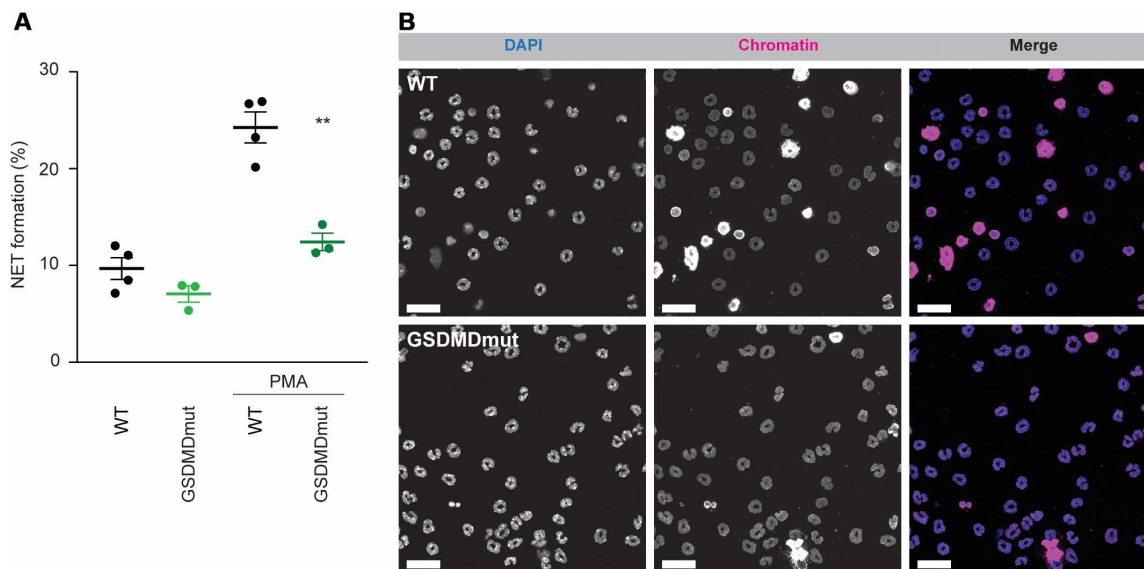 A
NET formation (%)
30
20
10
0
**
PMA
WT
GSDMDmut
WT
GSDMDmut
B
DAPI
Chromatin
Merge
WT
GSDMDmut